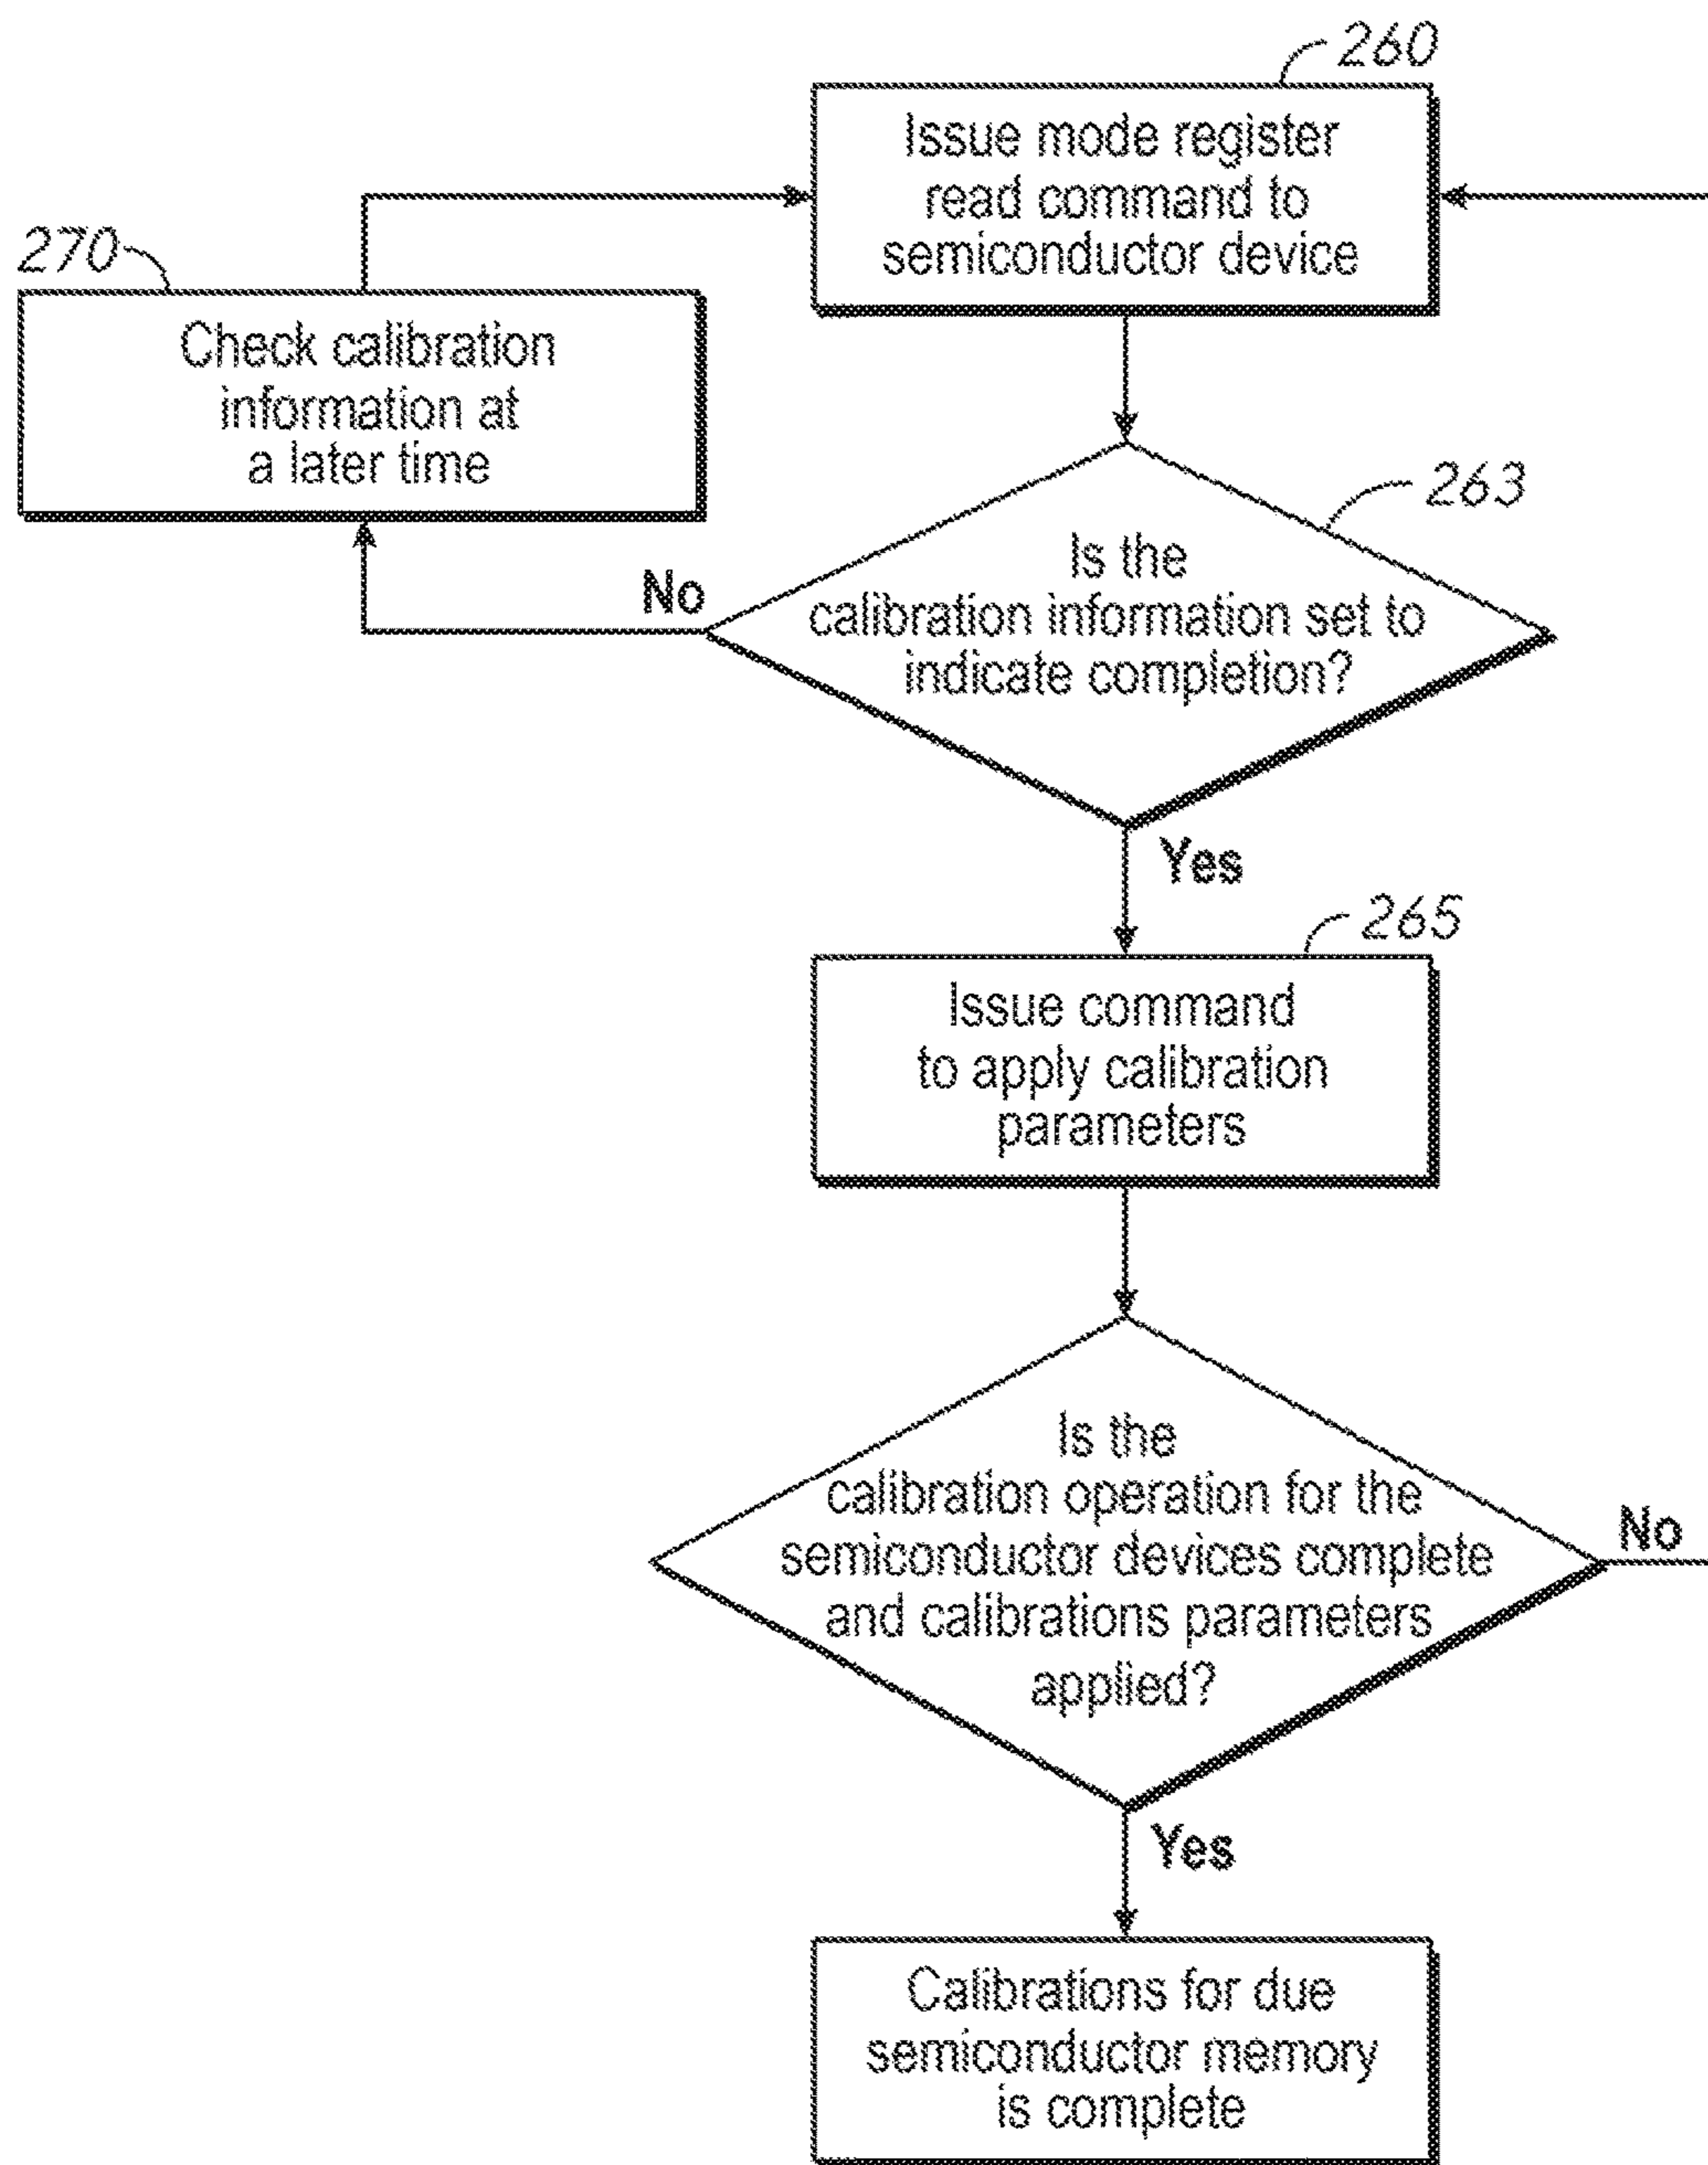 260
Issue mode register
read command to
semiconductor device
270
Check calibration
information at
a later time
263
Is the
calibration information set to
indicate completion?
No
Yes
265
Issue command
to apply calibration
parameters
Is the
calibration operation for the
semiconductor devices complete
and calibrations parameters
applied?
No
Yes
Calibrations for due
semiconductor memory
is complete